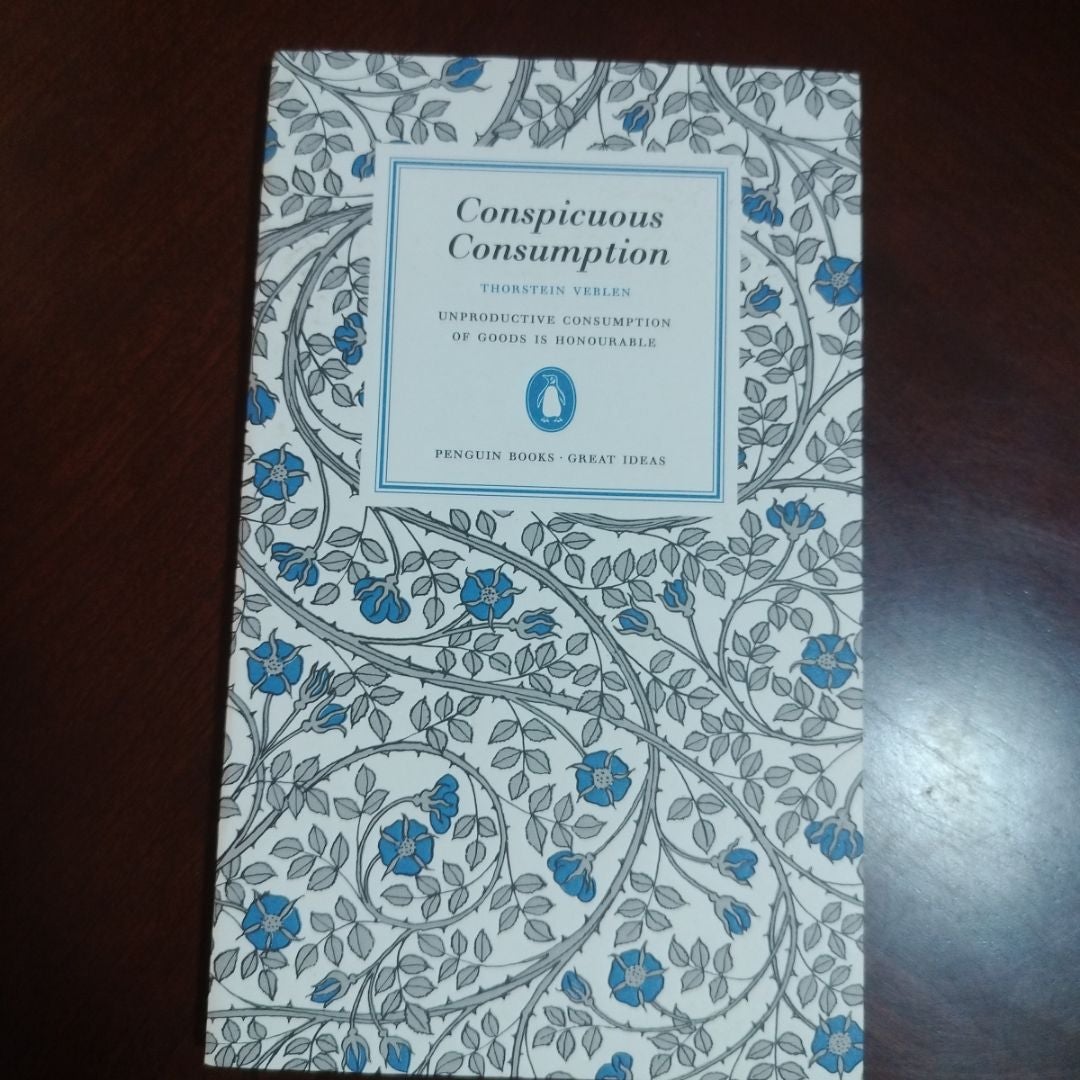 Conspicuous
Consumption
THORSTEIN VEBLEN
UNPRODUCTIVE CONSUMPTION
OF GOODS IS HONOURABLE
PENGUIN BOOKS · GREAT IDEAS